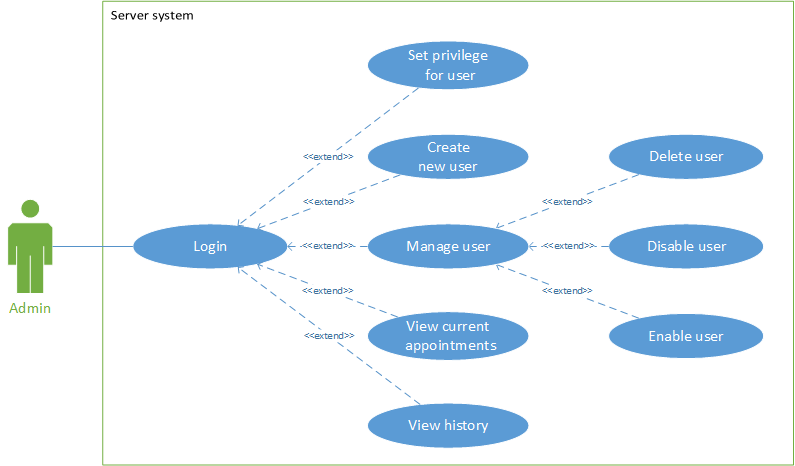 Server system
Set privilege
for user
<<extend>>
Create
new user
Delete user
<<extend>>
<<extend>>
Login
<<extend>>
Manage user
<<extend>>
Disable user
Admin
<<extend>>
<<extend>>
View current
appointments
Enable user
<<extend>>
View history